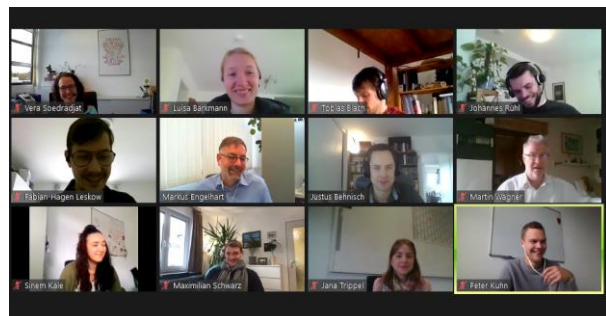 Vera Soedradjat
Luisa Barkmann
Tobias Blach
Johannes Rühl
Fabian-Hagen Leskow
Markus Engelhart
Justus Behnisch
Martin Wagner
Sinem Kale
Maximilian Schwarz
Jana Trippel
Peter Kuhn